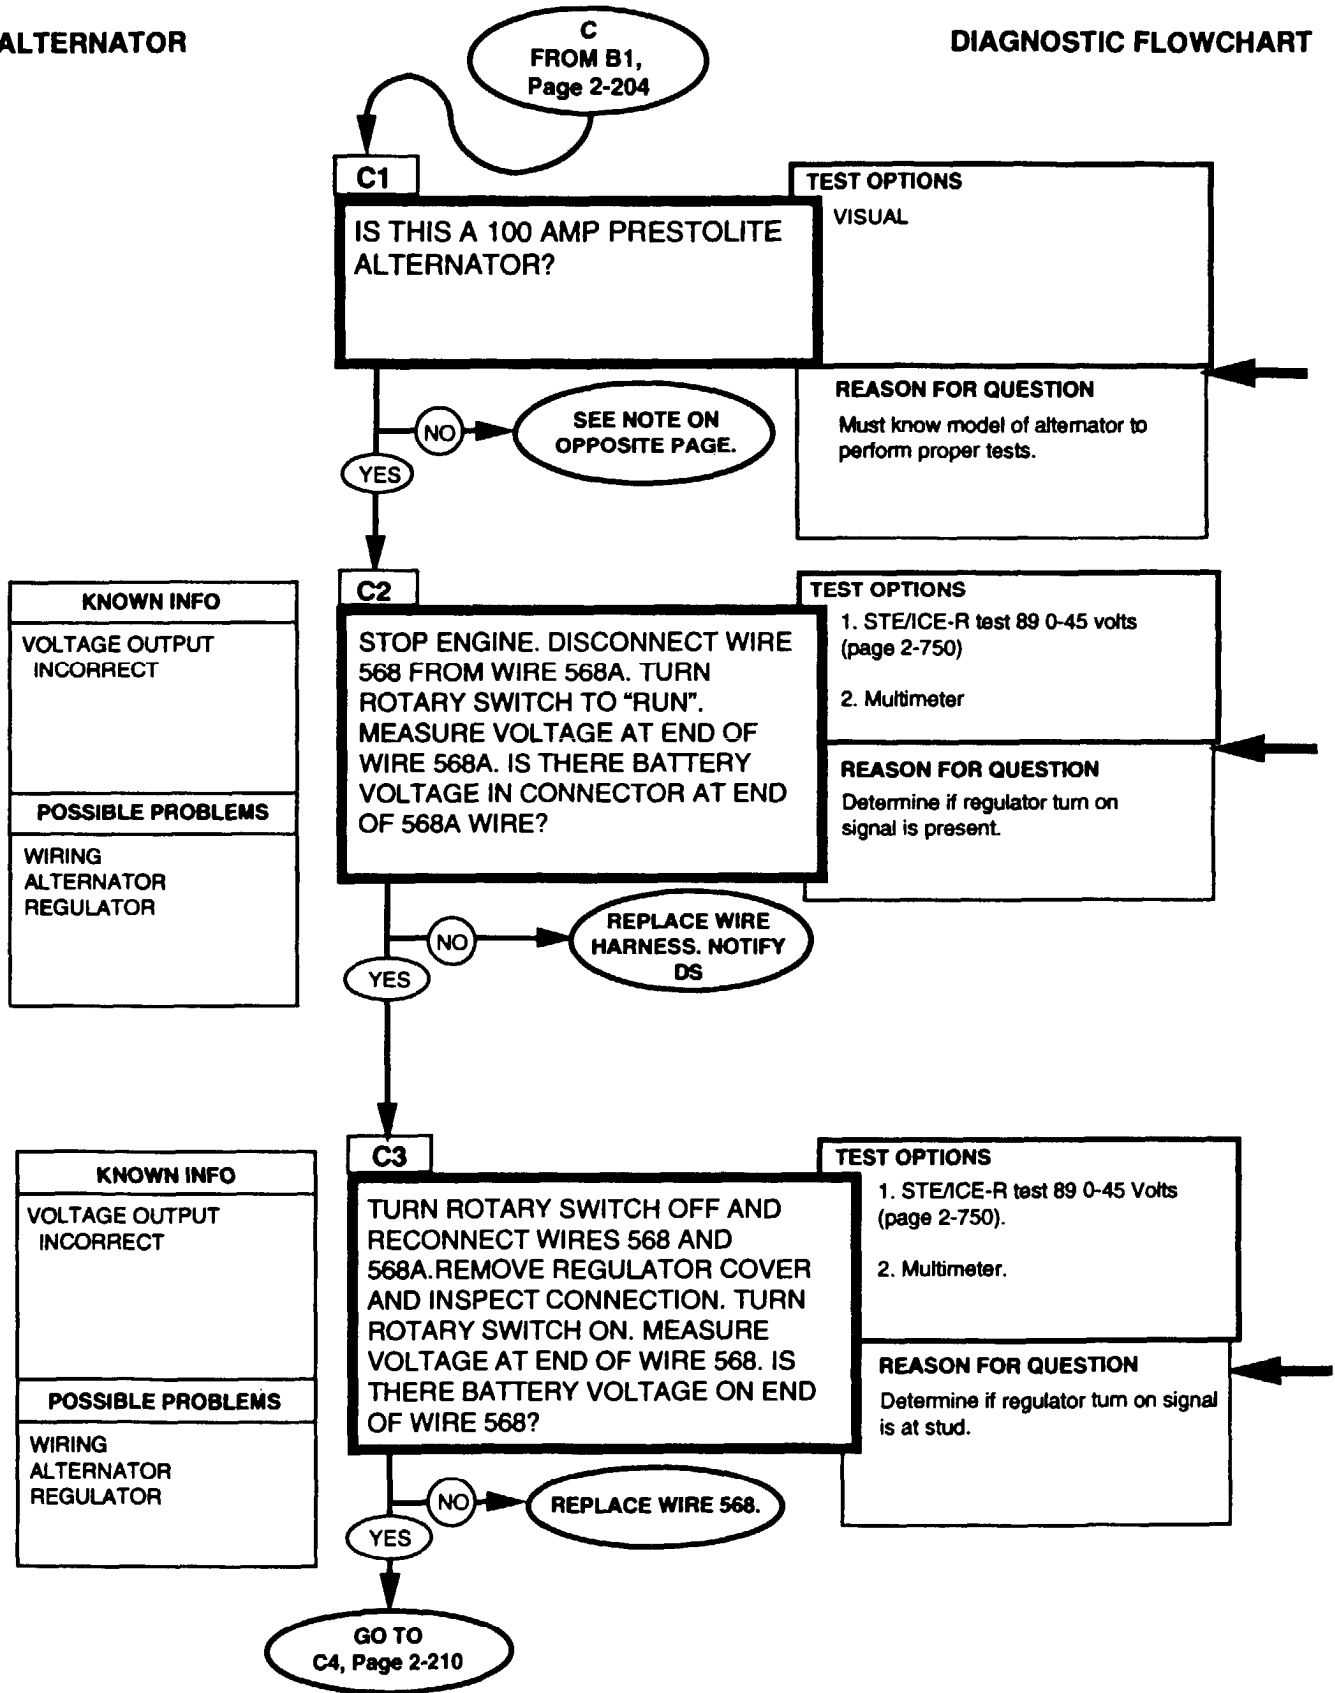 ALTERNATOR
DIAGNOSTIC FLOWCHART
C
FROM B1,
Page 2-204
C1
IS THIS A 100 AMP PRESTOLITE
ALTERNATOR?
TEST OPTIONS
VISUAL
REASON FOR QUESTION
Must know model of alternator to
perform proper tests.
NO
SEE NOTE ON
OPPOSITE PAGE.
YES
KNOWN INFO
VOLTAGE OUTPUT
INCORRECT
POSSIBLE PROBLEMS
WIRING
ALTERNATOR
REGULATOR
C2
STOP ENGINE. DISCONNECT WIRE
568 FROM WIRE 568A. TURN
ROTARY SWITCH TO “RUN”.
MEASURE VOLTAGE AT END OF
WIRE 568A. IS THERE BATTERY
VOLTAGE IN CONNECTOR AT END
OF 568A WIRE?
TEST OPTIONS
1. STE/ICE-R test 89 0-45 volts
(page 2-750)
2. Multimeter
REASON FOR QUESTION
Determine if regulator turn on
signal is present.
NO
REPLACE WIRE
HARNESS. NOTIFY
DS
YES
KNOWN INFO
VOLTAGE OUTPUT
INCORRECT
POSSIBLE PROBLEMS
WIRING
ALTERNATOR
REGULATOR
C3
TURN ROTARY SWITCH OFF AND
RECONNECT WIRES 568 AND
568A.REMOVE REGULATOR COVER
AND INSPECT CONNECTION. TURN
ROTARY SWITCH ON. MEASURE
VOLTAGE AT END OF WIRE 568. IS
THERE BATTERY VOLTAGE ON END
OF WIRE 568?
TEST OPTIONS
1. STE/ICE-R test 89 0-45 Volts
(page 2-750).
2. Multimeter.
REASON FOR QUESTION
Determine if regulator turn on signal
is at stud.
NO
REPLACE WIRE 568.
YES
GO TO
C4, Page 2-210